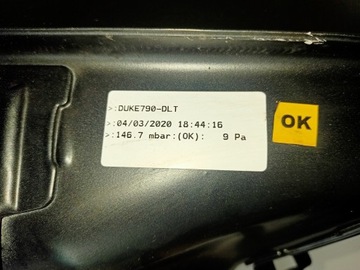 >:DUKE790-DLT
>:04/03/2020 18:44:16
>:146.7 mbar:(OK): 9 Pa
OK